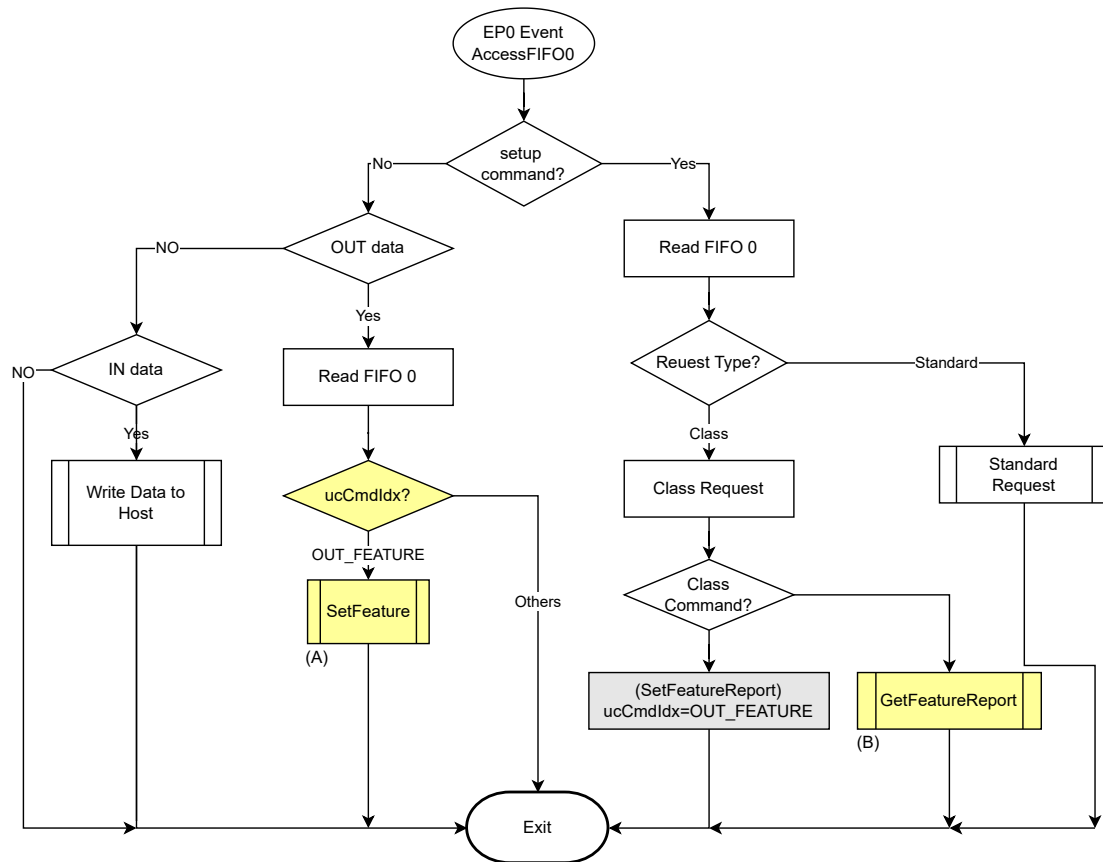 EP0 Event
AccessFIFO0
setup
command?
No
Yes
OUT data
Read FIFO 0
NO
Yes
IN data
NO
Read FIFO 0
Reuest Type?
Standard
Yes
Class
Write Data to
Host
ucCmdIdx?
Class Request
Standard
Request
OUT_FEATURE
SetFeature
(A)
Others
Class
Command?
(SetFeatureReport)
ucCmdIdx=OUT_FEATURE
GetFeatureReport
(B)
Exit